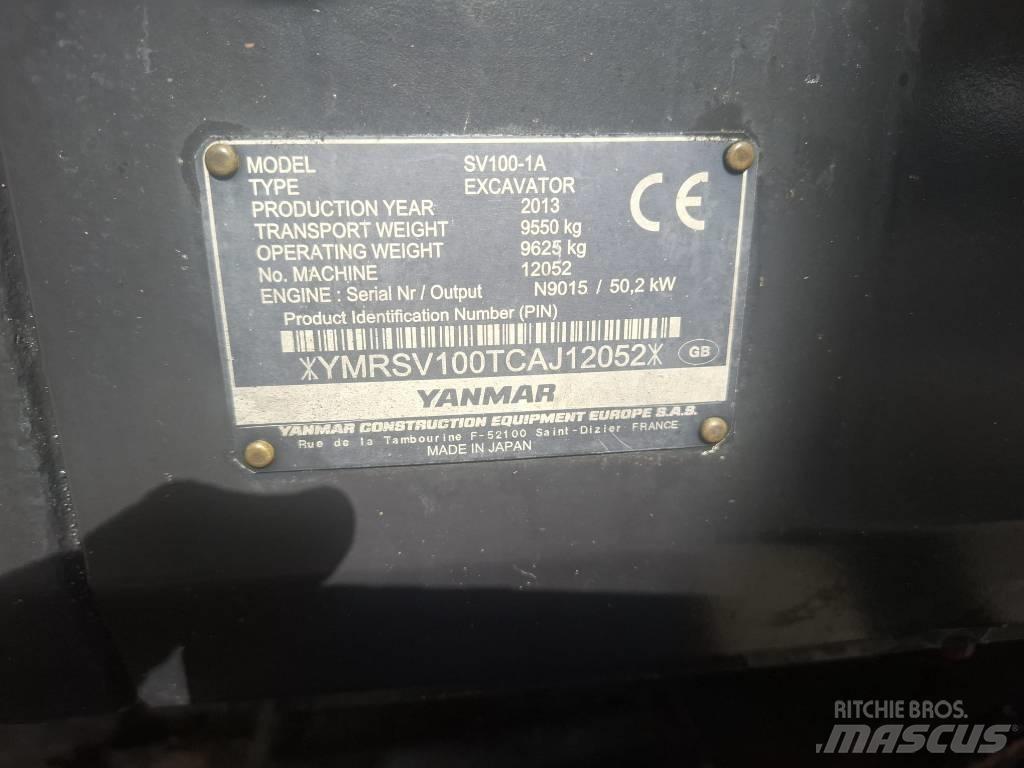 MODEL SV100-1A
TYPE EXCAVATOR
PRODUCTION YEAR 2013
TRANSPORT WEIGHT 9550 kg
OPERATING WEIGHT 9625 kg
No. MACHINE 12052
ENGINE : Serial Nr / Output N9015 / 50,2 kW
CE
Product Identification Number (PIN)
*YMRSV100TCAJ12052*
GB
YANMAR
YANMAR CONSTRUCTION EQUIPMENT EUROPE S.A.S.
Rue de la Tambourine F-52100 Saint-Dizier FRANCE
MADE IN JAPAN
RITCHIE BROS.
MASCUS